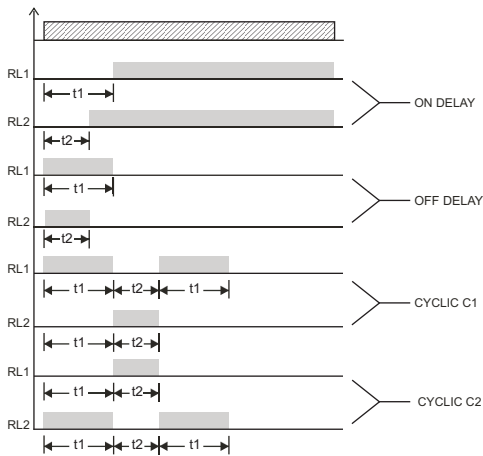 RL1
t1
ON DELAY
RL2
t2
RL1
t1
OFF DELAY
RL2
t2
RL1
t1 t2 t1
CYCLIC C1
RL2
t1 t2
RL1
t1 t2
CYCLIC C2
RL2
t1 t2 t1